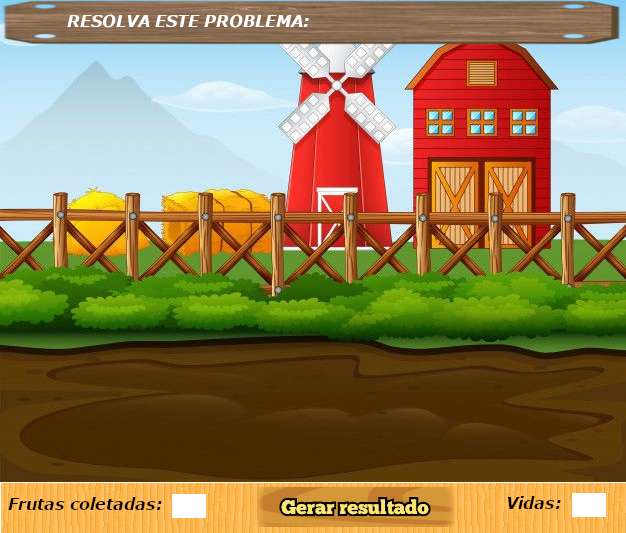 RESOLVA ESTE PROBLEMA:
Frutas coletadas:
Gerar resultado
Vidas: